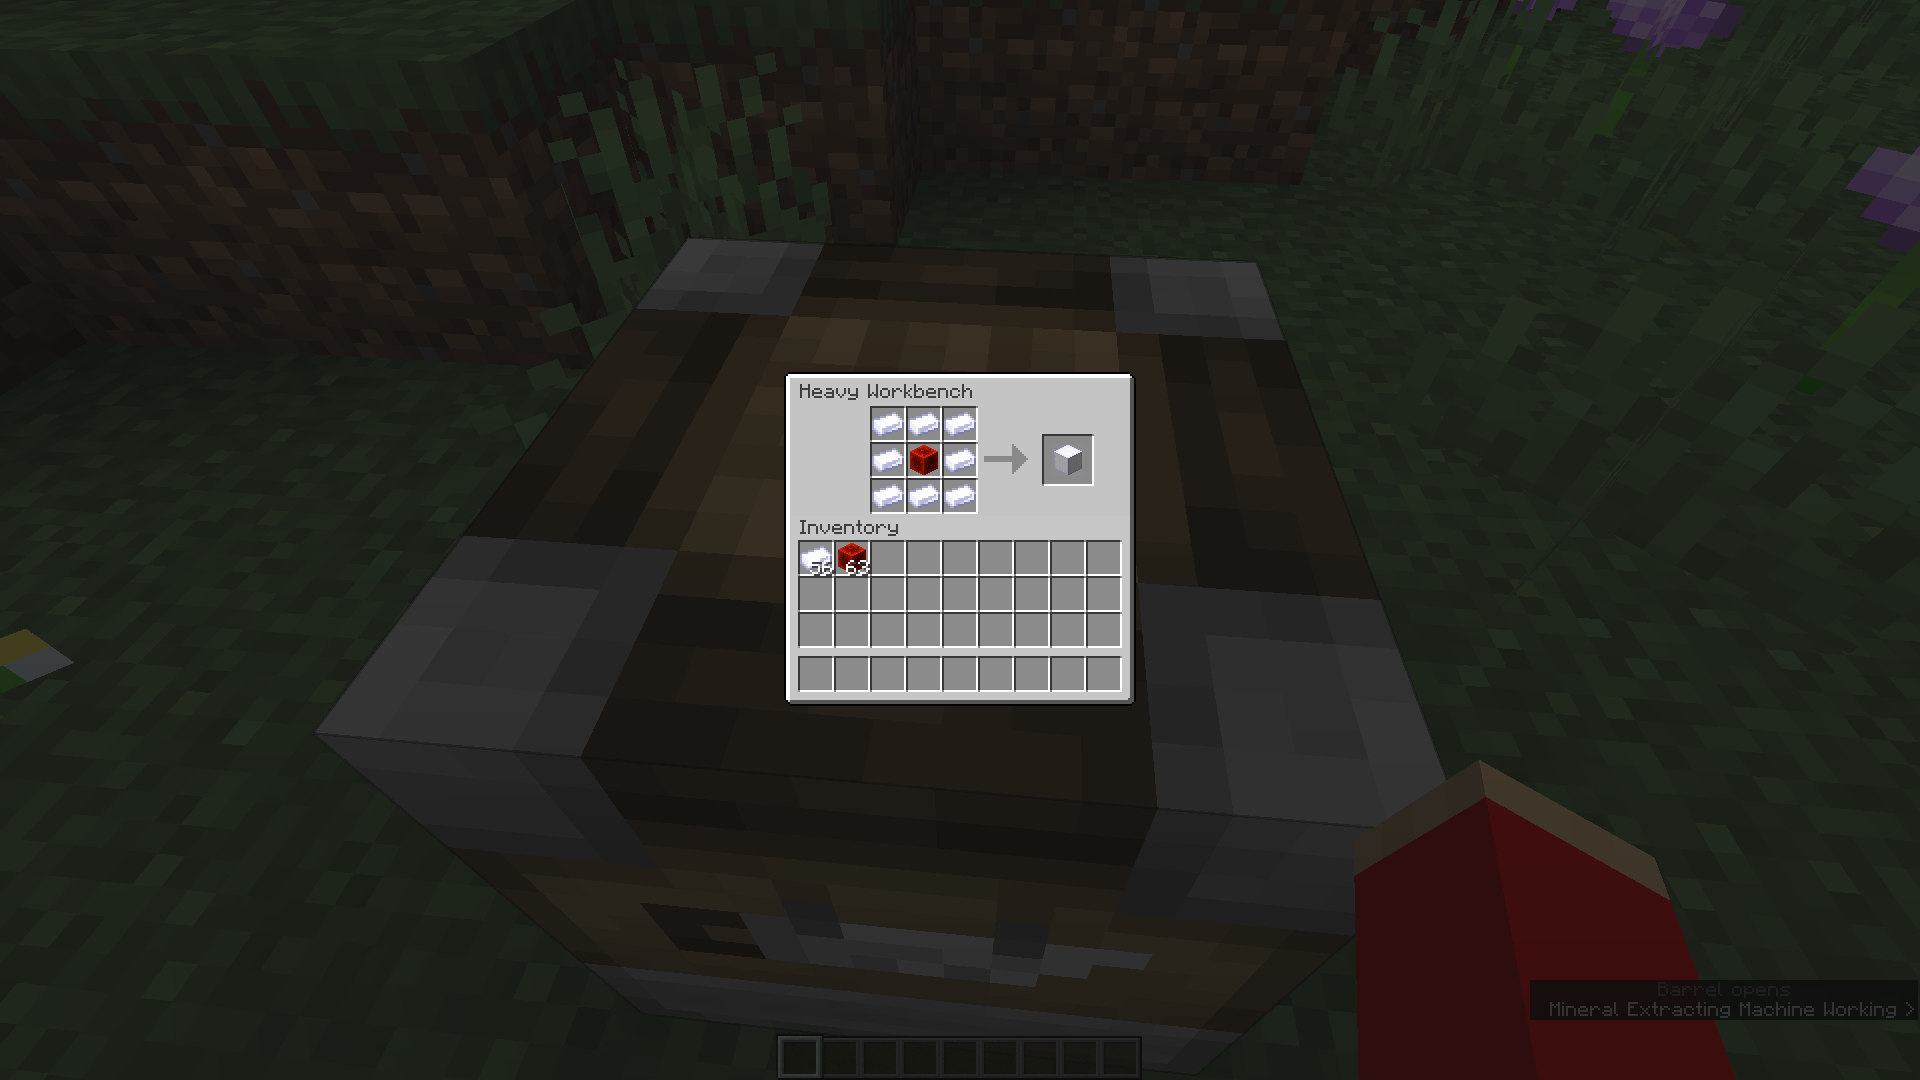 Heavy Workbench
Inventory
56 63
Barrel opens
Mineral Extracting Machine Working >